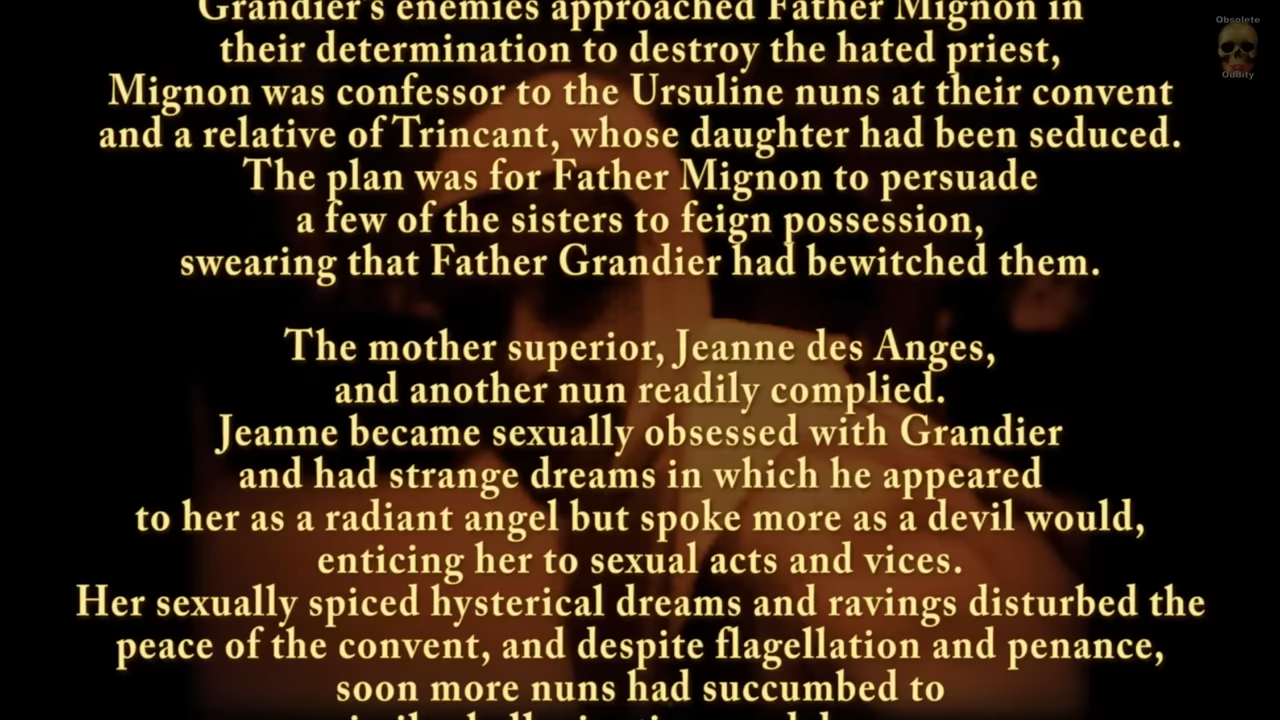 Grandier's enemies approached Father Mignon in
their determination to destroy the hated priest,
Mignon was confessor to the Ursuline nuns at their convent
and a relative of Trincant, whose daughter had been seduced.
The plan was for Father Mignon to persuade
a few of the sisters to feign possession,
swearing that Father Grandier had bewitched them.
The mother superior, Jeanne des Anges,
and another nun readily complied.
Jeanne became sexually obsessed with Grandier
and had strange dreams in which he appeared
to her as a radiant angel but spoke more as a devil would,
enticing her to sexual acts and vices.
Her sexually spiced hysterical dreams and ravings disturbed the
peace of the convent, and despite flagellation and penance,
soon more nuns had succumbed to
Obsolete
Oddity